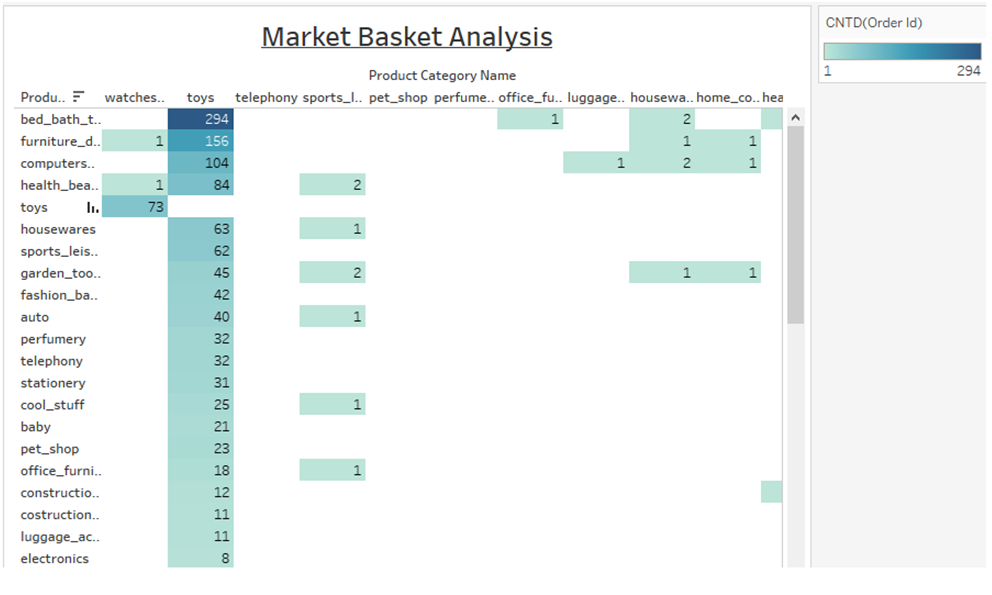 Market Basket Analysis
CNTD(Order Id)
1 294
Product Category Name
Produ.. watches.. toys telephony sports_l.. pet_shop perfume.. office_fu.. luggage.. housewa.. home_co.. hea
bed_bath_t.. 294 1 2
furniture_d.. 1 156 1 1
computers.. 104 1 2 1
health_bea.. 1 84 2
toys 73
housewares 63 1
sports_leis.. 62
garden_too.. 45 2 1 1
fashion_ba.. 42
auto 40 1
perfumery 32
telephony 32
stationery 31
cool_stuff 25 1
baby 21
pet_shop 23
office_furni.. 18 1
constructio.. 12
costruction.. 11
luggage_ac.. 11
electronics 8